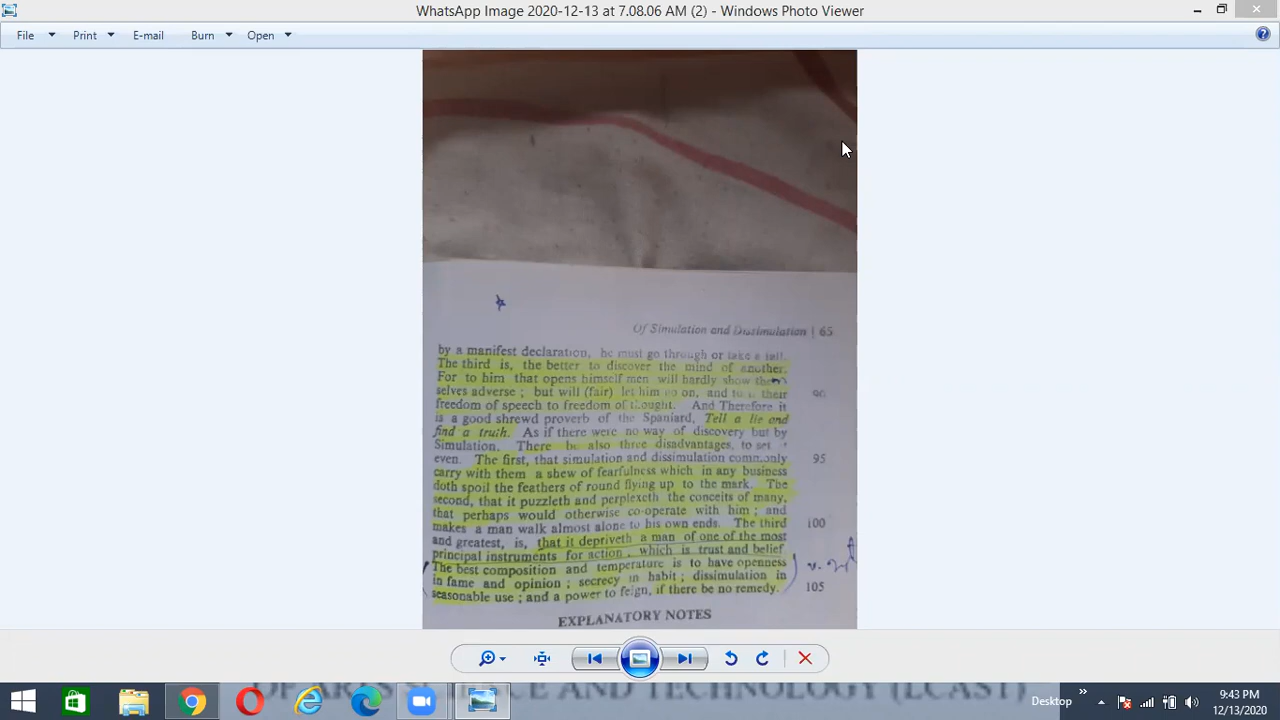 WhatsApp Image 2020-12-13 at 7.08.06 AM (2) - Windows Photo Viewer
File Print E-mail Burn Open
Of Simulation and Dissimulation | 65
by a manifest declaration, he must go through or take a fall.
The third is, the better to discover the mind of another.
For to him that opens himself men will hardly show them
selves adverse ; but will (fair) let him go on, and turn their 90
freedom of speech to freedom of thought. And Therefore it
is a good shrewd proverb of the Spaniard, Tell a lie and
find a truth. As if there were no way of discovery but by
Simulation. There be also three disadvantages, to set it
even. The first, that simulation and dissimulation commonly 95
carry with them a shew of fearfulness which in any business
doth spoil the feathers of round flying up to the mark. The
second, that it puzzleth and perplexeth the conceits of many,
that perhaps would otherwise co-operate with him ; and
makes a man walk almost alone to his own ends. The third 100
and greatest, is, that it depriveth a man of one of the most
principal instruments for action, which is trust and belief
The best composition and temperature is to have openness
in fame and opinion ; secrecy in habit ; dissimulation in
seasonable use ; and a power to feign, if there be no remedy. 105
EXPLANATORY NOTES
Desktop
9:43 PM
12/13/2020